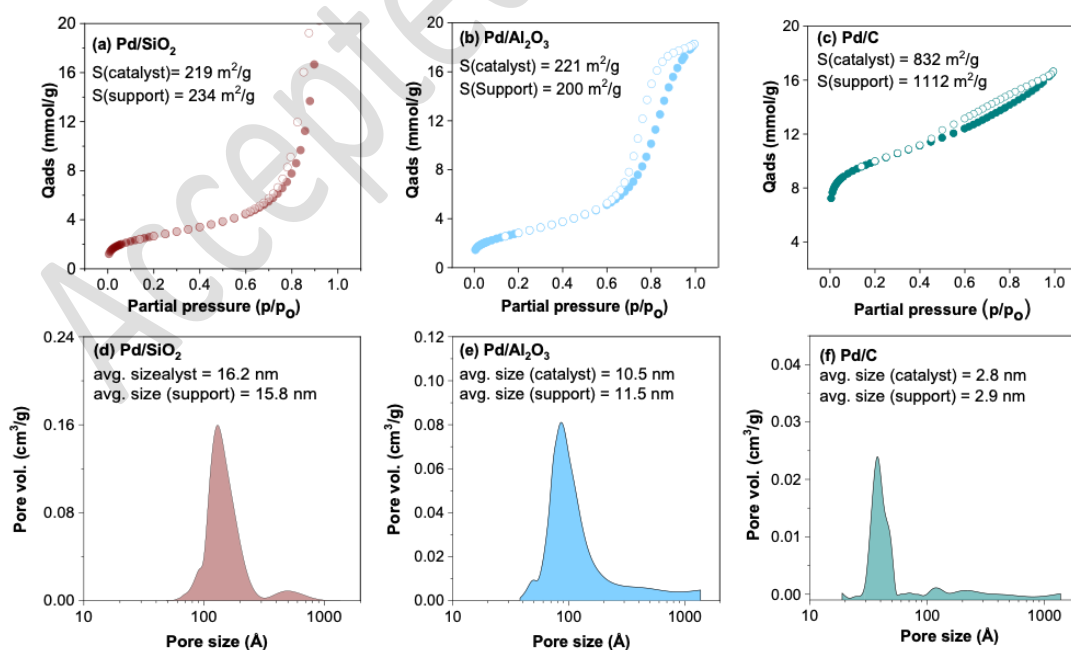 Accepte
(a) Pd/SiO₂
S(catalyst)= 219 m²/g
S(support) = 234 m²/g
Qads (mmol/g)
20
16
12
8
4
0
0.0 0.2 0.4 0.6 0.8 1.0
Partial pressure (p/pₒ)
(b) Pd/Al₂O₃
S(catalyst) = 221 m²/g
S(Support) = 200 m²/g
Qads (mmol/g)
20
16
12
8
4
0
0.0 0.2 0.4 0.6 0.8 1.0
Partial pressure (p/pₒ)
(c) Pd/C
S(catalyst) = 832 m²/g
S(support) = 1112 m²/g
Qads (mmol/g)
20
16
12
8
4
0.0 0.2 0.4 0.6 0.8 1.0
Partial pressure (p/pₒ)
(d) Pd/SiO₂
avg. sizealyst = 16.2 nm
avg. size (support) = 15.8 nm
Pore vol. (cm³/g)
0.24
0.16
0.08
0.00
10 100 1000
Pore size (Å)
(e) Pd/Al₂O₃
avg. size (catalyst) = 10.5 nm
avg. size (support) = 11.5 nm
Pore vol. (cm³/g)
0.12
0.10
0.08
0.06
0.04
0.02
0.00
10 100 1000
Pore size (Å)
(f) Pd/C
avg. size (catalyst) = 2.8 nm
avg. size (support) = 2.9 nm
Pore vol. (cm³/g)
0.04
0.03
0.02
0.01
0.00
10 100 1000
Pore size (Å)